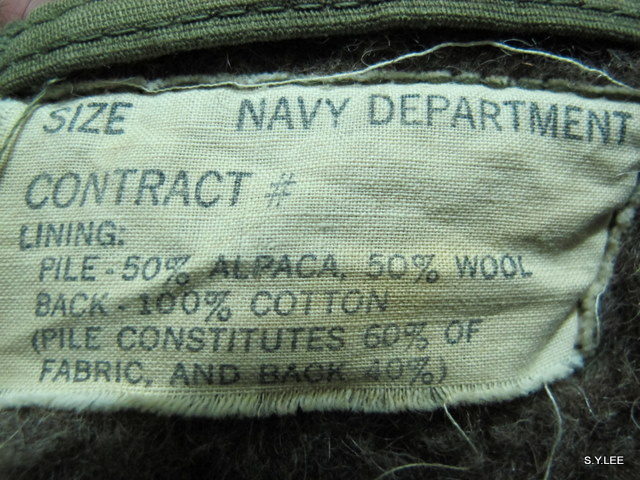 SIZE NAVY DEPARTMENT
CONTRACT #
LINING:
PILE - 50% ALPACA, 50% WOOL
BACK - 100% COTTON
(PILE CONSTITUTES 60% OF
FABRIC, AND BACK 40%)
S.Y.LEE